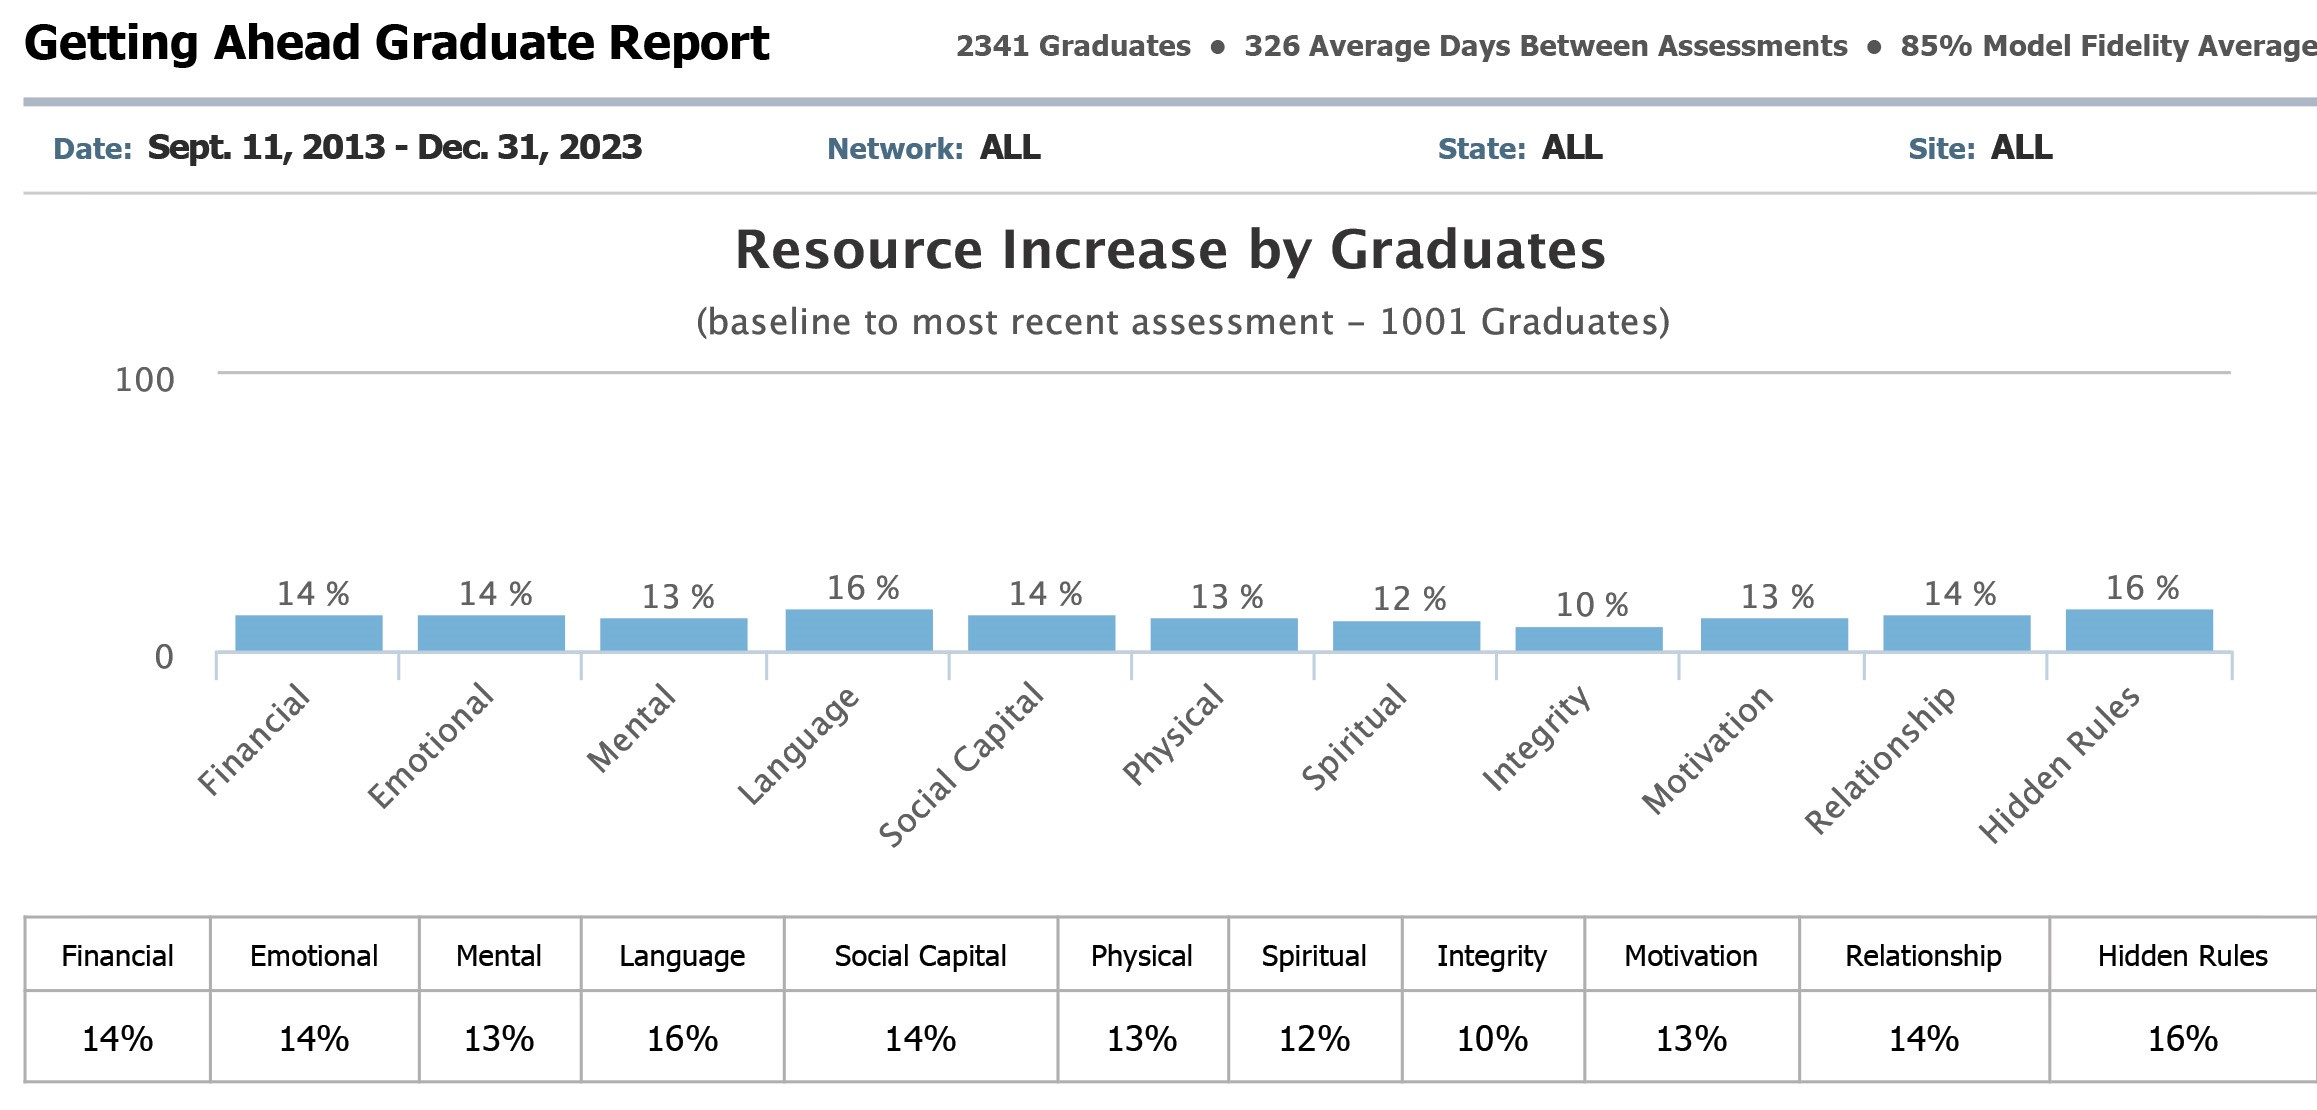 Getting Ahead Graduate Report
2341 Graduates ● 326 Average Days Between Assessments ● 85% Model Fidelity Average
Date: Sept. 11, 2013 - Dec. 31, 2023
Network: ALL
State: ALL
Site: ALL
Resource Increase by Graduates
(baseline to most recent assessment – 1001 Graduates)
100
0
14 %
14 %
13 %
16 %
14 %
13 %
12 %
10 %
13 %
14 %
16 %
Financial
Emotional
Mental
Language
Social Capital
Physical
Spiritual
Integrity
Motivation
Relationship
Hidden Rules
Financial Emotional Mental Language Social Capital Physical Spiritual Integrity Motivation Relationship Hidden Rules
14% 14% 13% 16% 14% 13% 12% 10% 13% 14% 16%